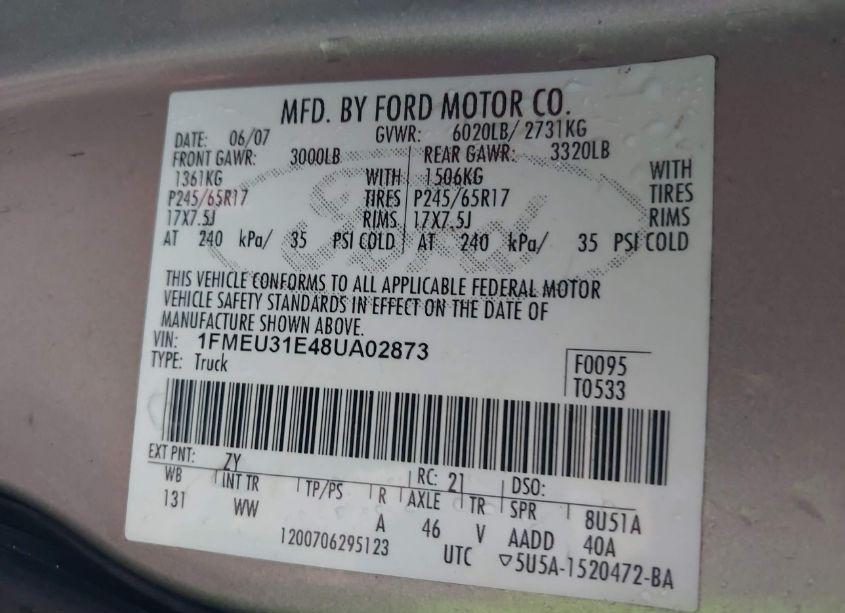 MFD. BY FORD MOTOR CO.
DATE: 06/07 GVWR: 6020LB/ 2731KG
FRONT GAWR: 3000LB REAR GAWR: 3320LB
1361KG WITH 1506KG WITH
P245/65R17 TIRES P245/65R17 TIRES
17X7.5J RIMS 17X7.5J RIMS
AT 240 kPa/ 35 PSI COLD AT 240 kPa/ 35 PSI COLD
Ford
THIS VEHICLE CONFORMS TO ALL APPLICABLE FEDERAL MOTOR
VEHICLE SAFETY STANDARDS IN EFFECT ON THE DATE OF
MANUFACTURE SHOWN ABOVE.
VIN: 1FMEU31E48UA02873
TYPE: Truck
F0095
T0533
EXT PNT: ZY RC: 21 DSO:
WB INT TR TP/PS R AXLE TR SPR 8U51A
131 WW A 46 V AADD 40A
1200706295123 UTC ▽5U5A-1520472-BA